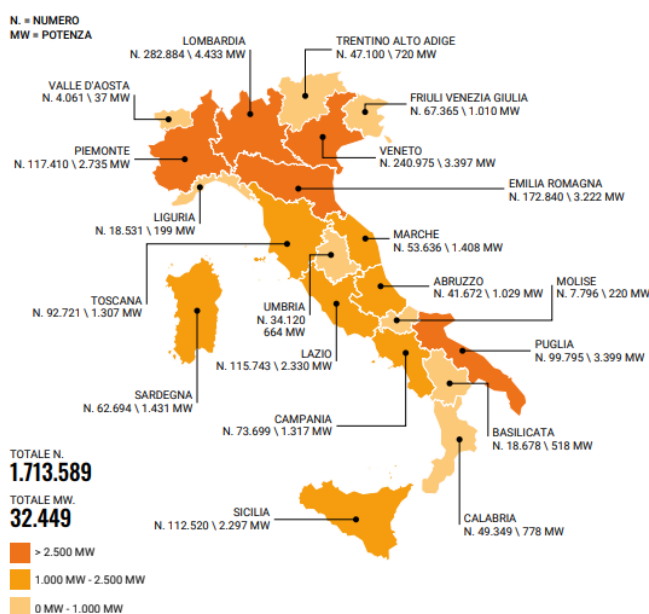 N. = NUMERO
MW = POTENZA
LOMBARDIA
N. 282.884 \ 4.433 MW
TRENTINO ALTO ADIGE
N. 47.100 \ 720 MW
VALLE D'AOSTA
N. 4.061 \ 37 MW
FRIULI VENEZIA GIULIA
N. 67.365 \ 1.010 MW
PIEMONTE
N. 117.410 \ 2.735 MW
VENETO
N. 240.975 \ 3.397 MW
EMILIA ROMAGNA
N. 172.840 \ 3.222 MW
LIGURIA
N. 18.531 \ 199 MW
MARCHE
N. 53.636 \ 1.408 MW
TOSCANA
N. 92.721 \ 1.307 MW
UMBRIA
N. 34.120
664 MW
ABRUZZO
N. 41.672 \ 1.029 MW
MOLISE
N. 7.796 \ 220 MW
LAZIO
N. 115.743 \ 2.330 MW
PUGLIA
N. 99.795 \ 3.399 MW
SARDEGNA
N. 62.694 \ 1.431 MW
CAMPANIA
N. 73.699 \ 1.317 MW
BASILICATA
N. 18.678 \ 518 MW
SICILIA
N. 112.520 \ 2.297 MW
CALABRIA
N. 49.349 \ 778 MW
TOTALE N.
1.713.589
TOTALE MW.
32.449
> 2.500 MW
1.000 MW - 2.500 MW
0 MW - 1.000 MW